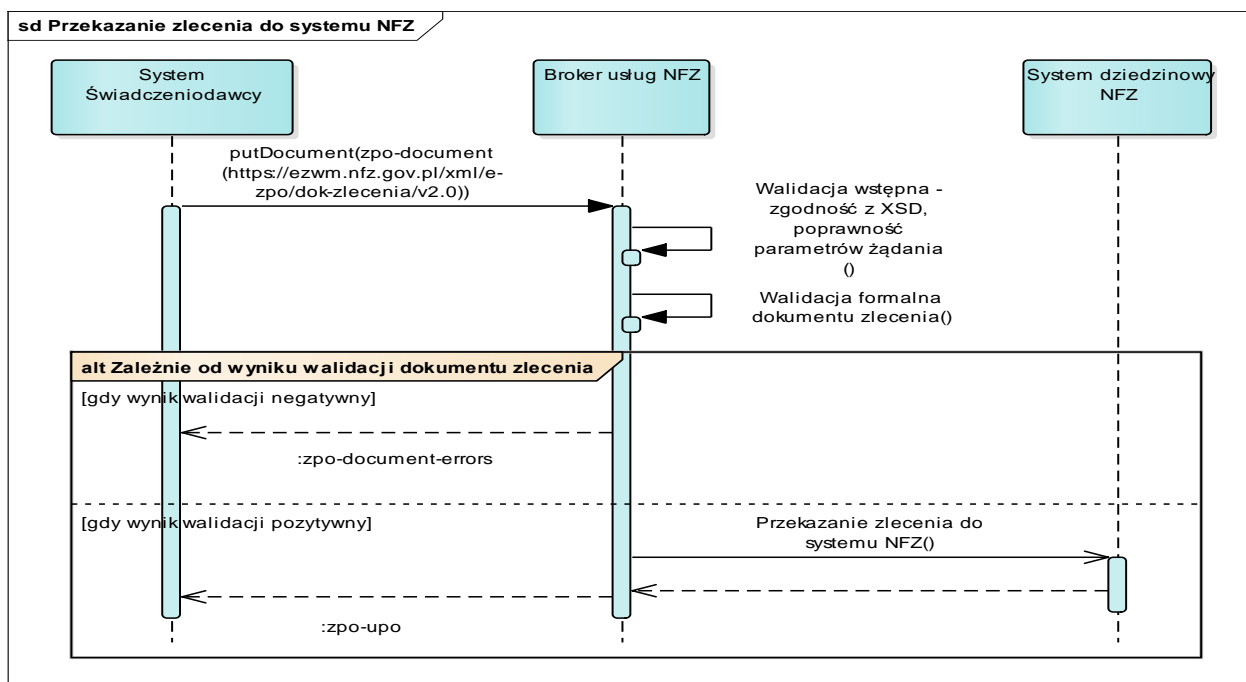 sd Przekazanie zlecenia do systemu NFZ
System
Świadczeniodawcy
Broker usług NFZ
System dziedzinowy
NFZ
putDocument(zpo-document
(https://ezwm.nfz.gov.pl/xml/e-
zpo/dok-zlecenia/v2.0))
Walidacja wstępna -
zgodność z XSD,
poprawność
parametrów żądania
()
Walidacja formalna
dokumentu zlecenia()
alt Zależnie od wyniku walidacji dokumentu zlecenia
[gdy wynik walidacji negatywny]
:zpo-document-errors
[gdy wynik walidacji pozytywny]
Przekazanie zlecenia do
systemu NFZ()
:zpo-upo